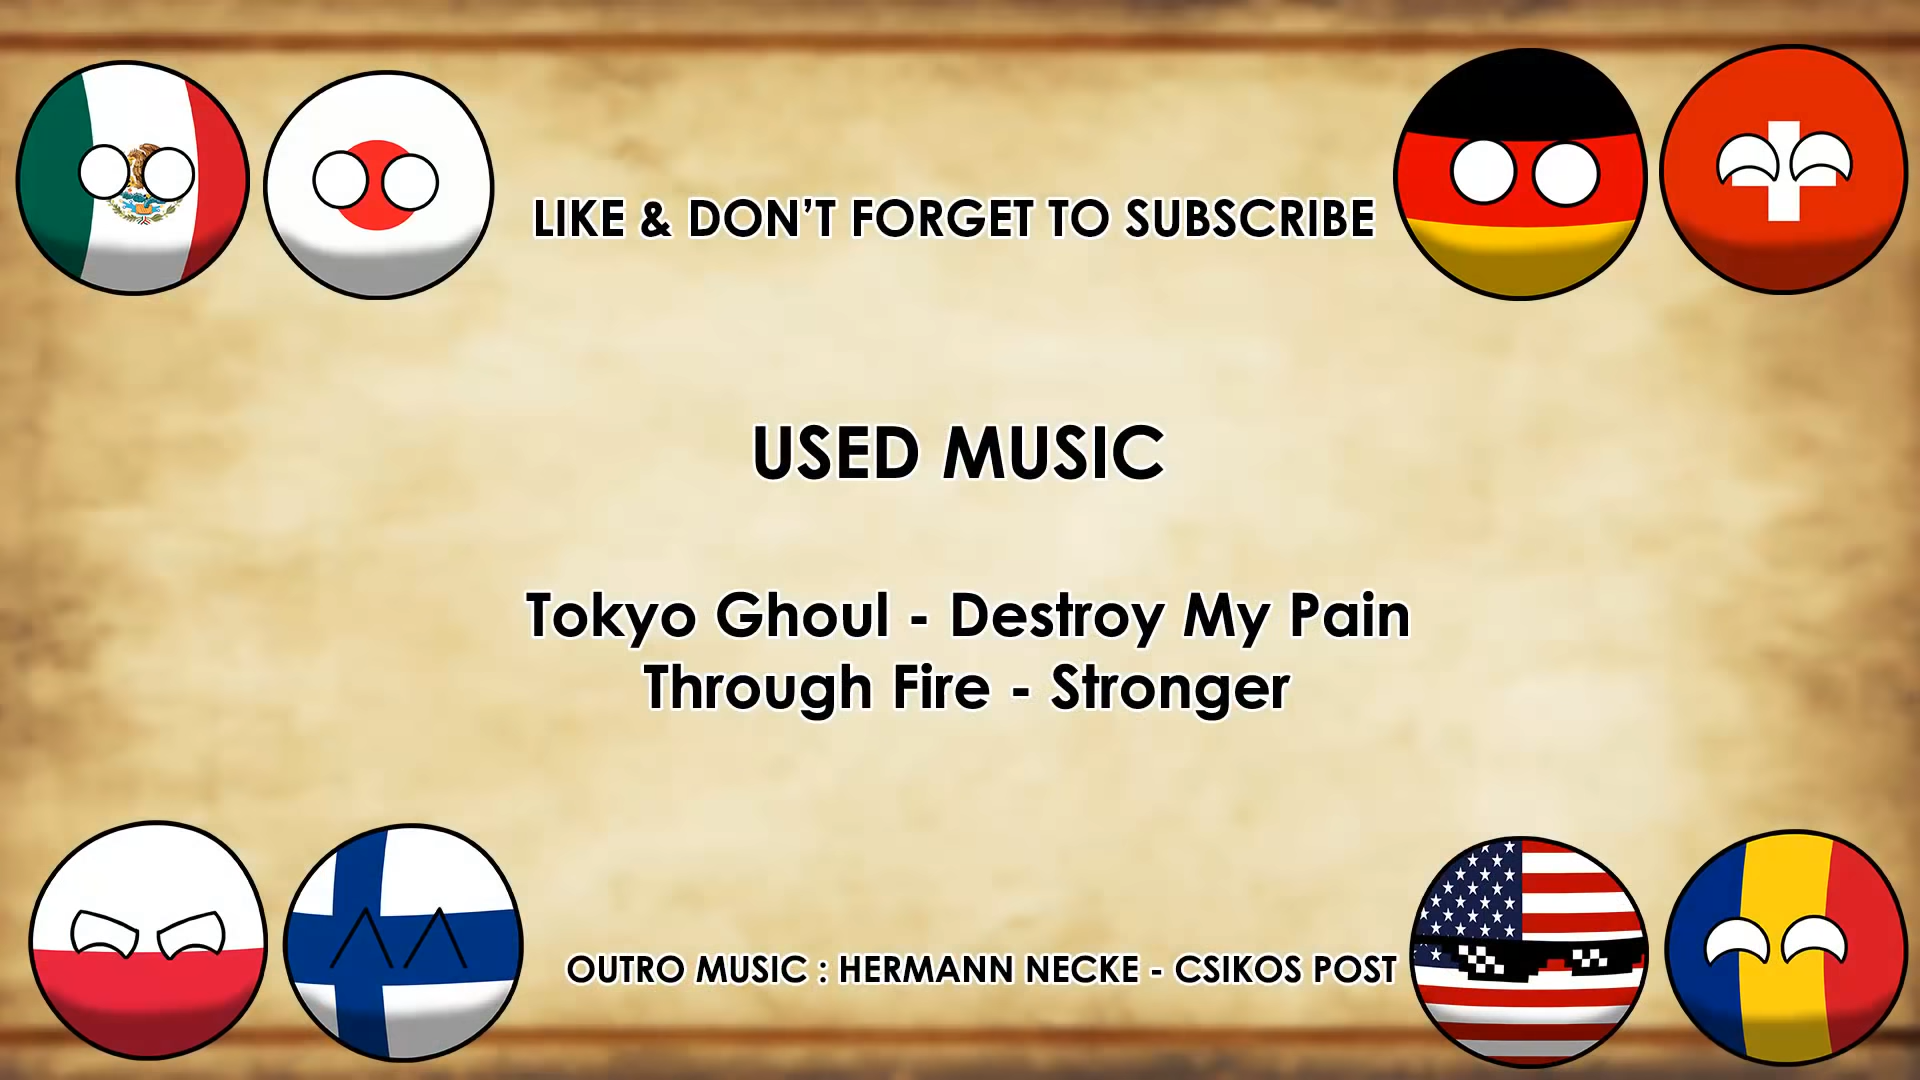 LIKE & DON’T FORGET TO SUBSCRIBE
USED MUSIC
Tokyo Ghoul - Destroy My Pain
Through Fire - Stronger
OUTRO MUSIC : HERMANN NECKE - CSIKOS POST